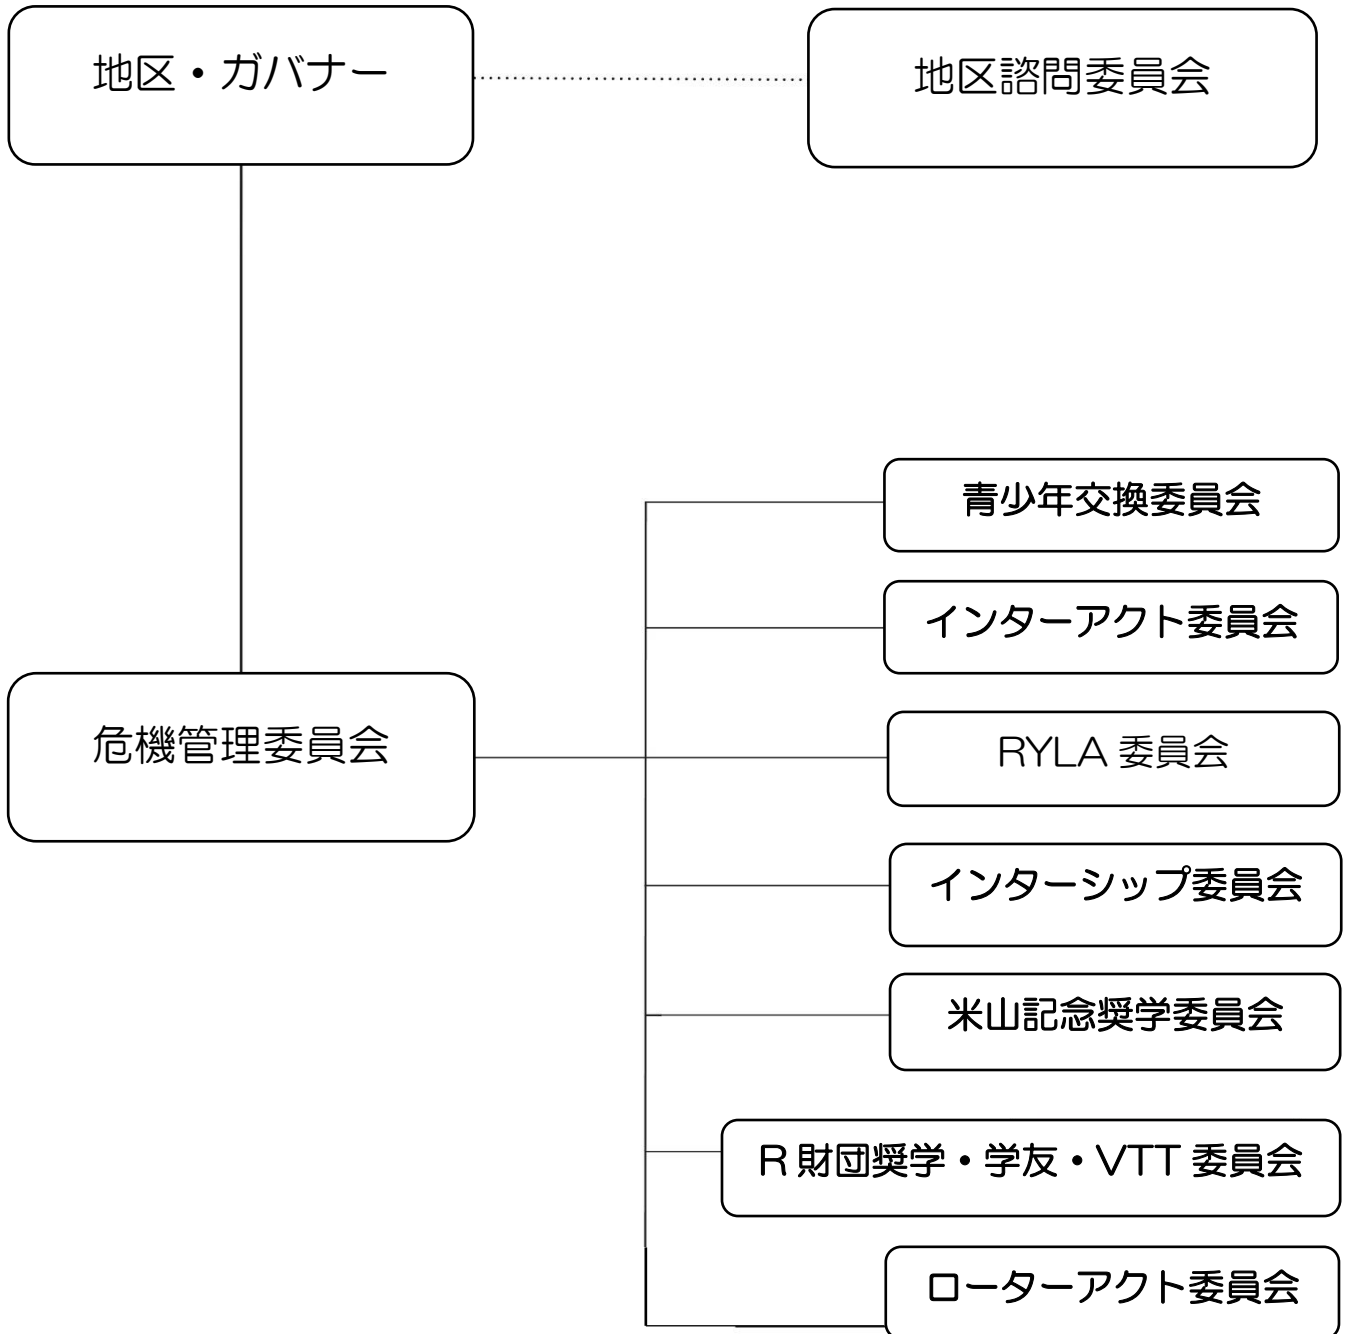 地区・ガバナー
地区諮問委員会
青少年交換委員会
インターアクト委員会
危機管理委員会
RYLA 委員会
インターシップ委員会
米山記念奨学委員会
R 財団奨学・学友・VTT 委員会
ローターアクト委員会